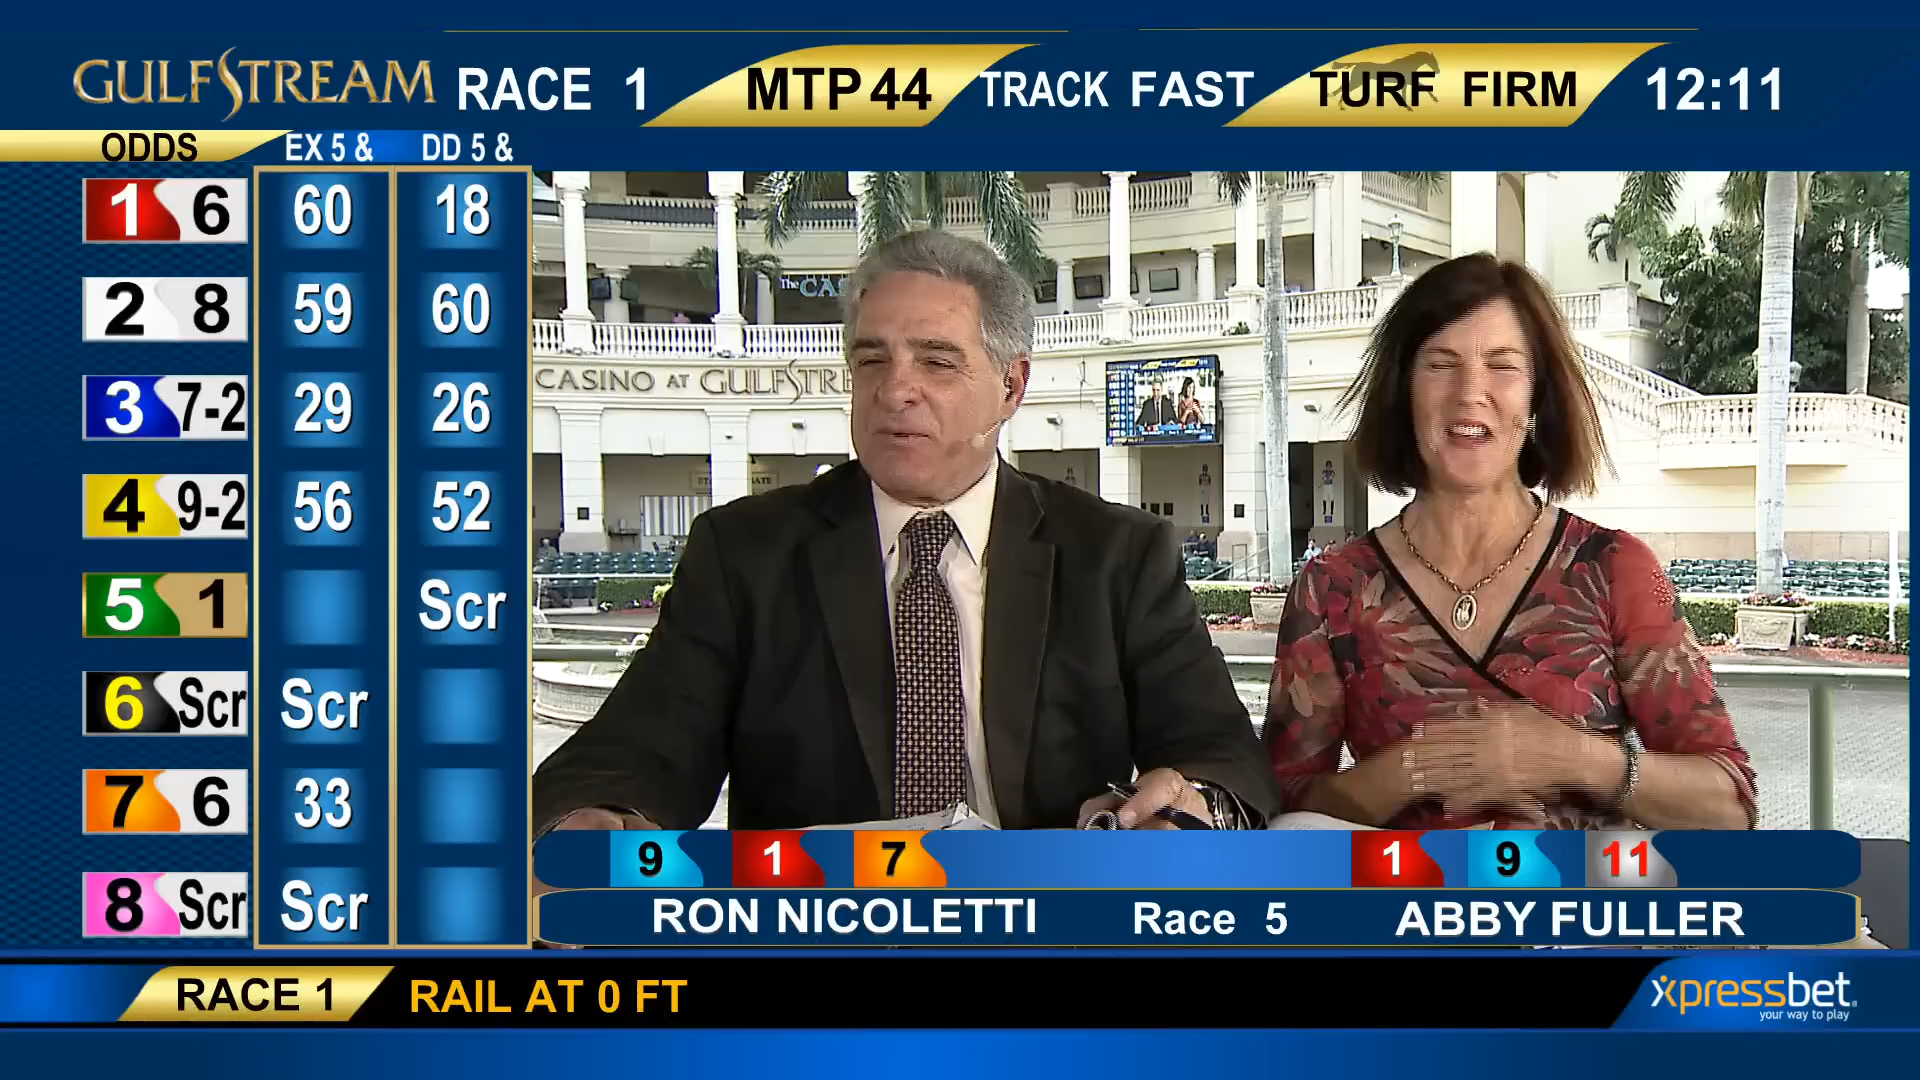 GULFSTREAM RACE 1 MTP 44 TRACK FAST TURF FIRM 12:11
ODDS EX 5 & DD 5 &
1 6 60 18
2 8 59 60
3 7-2 29 26
4 9-2 56 52
5 1 Scr
6 Scr Scr
7 6 33
8 Scr Scr
The CAS
CASINO AT GULFSTRE
9 1 7 1 9 11
RON NICOLETTI Race 5 ABBY FULLER
RACE 1 RAIL AT 0 FT
xpressbet.
your way to play